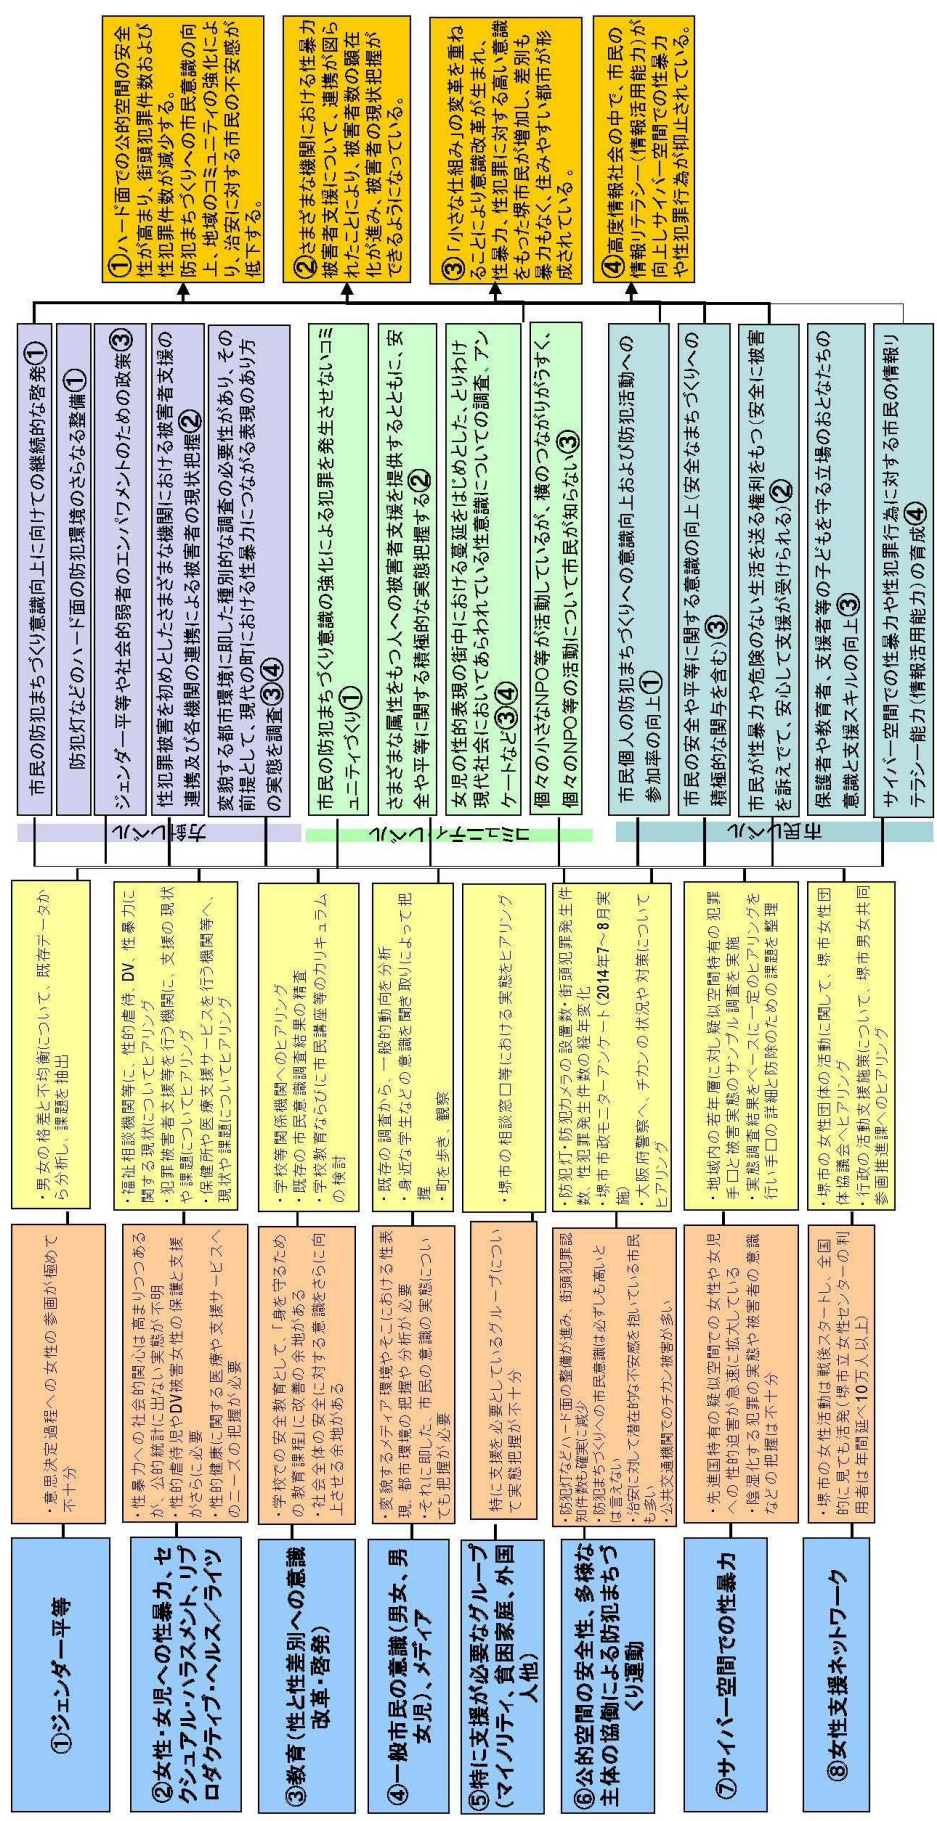 ①ジェンダー平等
・意思決定過程への女性の参画が極めて
不十分
・男女の格差と不均衡について、既存データか
ら分析し、課題を抽出
②女性・女児への性暴力、セ
クシュアル・ハラスメント、リプ
ロダクティブ・ヘルス／ライツ
・性暴力への社会的関心は高まりつつある
が、公的統計に出ない実態が不明
・性的虐待児やDV被害女性の保護と支援
がさらに必要
・性的健康に関する医療や支援サービスへ
のニーズの把握が必要
・福祉相談機関等に、性的虐待、DV、性暴力に
関する現状についてヒアリング
・犯罪被害者支援等を行う機関に、支援の現状
や課題についてヒアリング
・保健所や医療支援サービスを行う機関等へ、
現状や課題についてヒアリング
③教育（性と性差別への意識
改革・啓発）
・学校での安全教育として、「身を守るため
の教育課程」に改善の余地がある
・社会全体の安全に対する意識をさらに向
上させる余地がある
・学校等関係機関へのヒアリング
・既存の市民意識調査結果の精査
・学校教育ならびに市民講座等のカリキュラム
の検討
④一般市民の意識（男女、男
女児）、メディア
・変貌するメディア環境やそこにおける性表
現、都市環境の把握や分析が必要
・それに即した、市民の意識の実態につい
ても把握が必要
・既存の調査から、一般的動向を分析
・身近な学生などの意識を聞き取りによって把
握
・町を歩き、観察
⑤特に支援が必要なグループ
（マイノリティ、貧困家庭、外国
人他）
特に支援を必要としているグループについ
て実態把握が不十分
・堺市の相談窓口等における実態をヒアリング
⑥公的空間の安全性、多様な
主体の協働による防犯まちづ
くり運動
・防犯灯などハード面の整備が進み、街頭犯罪認
知件数も確実に減少
・防犯まちづくりへの市民意識は必ずしも高いと
は言えない
・治安に対して潜在的な不安感を抱いている市民
も多い
・公共交通機関でのチカン被害が多い
・防犯灯・防犯カメラの設置数・街頭犯罪発生件
数、性犯罪発生件数の経年変化
・堺市市政モニターアンケート（2014年7～8月実
施）
・大阪府警察へ、チカンの状況や対策について
ヒアリング
⑦サイバー空間での性暴力
・先進国特有の疑似空間での女性や女児
への性的迫害が急速に拡大している
・陰湿化する犯罪の実態や被害者の意識
などの把握は不十分
・地域内の若年層に対し疑似空間特有の犯罪
手口と被害実態のサンプル調査を実施
・実態調査結果をベースに一定のヒアリングを
行い手口の詳細と防除のための課題を整理
⑧女性支援ネットワーク
・堺市の女性活動は戦後スタートし、全国
的に見ても活発（堺市立女性センターの利
用者は年間延べ10万人以上）
・堺市の女性団体の活動に関して、堺市女性団
体協議会へヒアリング
・行政の活動支援施策について、堺市男女共同
参画推進課へのヒアリング
方針レベル
市民の防犯まちづくり意識向上に向けての継続的な啓発①
防犯灯などのハード面の防犯環境のさらなる整備①
ジェンダー平等や社会的弱者のエンパワメントのための政策③
性犯罪被害を初めとしたさまざまな機関における被害者支援の
連携及び各機関の連携による被害者の現状把握②
変貌する都市環境に即した種別的な調査の必要性があり、その
前提として、現代の町における性暴力につながる表現のあり方
の実態を調査③④
コミュニティ・レベル
市民の防犯まちづくり意識の強化による犯罪を発生させないコミ
ュニティづくり①
さまざまな属性をもつ人への被害者支援を提供するとともに、安
全や平等に関する積極的な実態把握する②
女児の性的表現の街中における蔓延をはじめとした、とりわけ
現代社会においてあらわれている性意識についての調査、アン
ケートなど③④
個々の小さなNPO等が活動しているが、横のつながりがうすく、
個々のNPO等の活動について市民が知らない③
市民レベル
市民個人の防犯まちづくりへの意識向上および防犯活動への
参加率の向上①
市民の安全や平等に関する意識の向上（安全なまちづくりへの
積極的な関与を含む）③
市民が性暴力や危険のない生活を送る権利をもつ（安全に被害
を訴えでて、安心して支援が受けられる）②
保護者や教育者、支援者等の子どもを守る立場のおとなたちの
意識と支援スキルの向上③
サイバー空間での性暴力や性犯罪行為に対する市民の情報リ
テラシー能力（情報活用能力）の育成④
①ハード面での公的空間の安全
性が高まり、街頭犯罪件数および
性犯罪件数が減少する。
防犯まちづくりへの市民意識の向
上、地域のコミュニティの強化によ
り、治安に対する市民の不安感が
低下する。
②さまざまな機関における性暴力
被害者支援について、連携が図ら
れたことにより、被害者数の顕在
化が進み、被害者の現状把握が
できるようになっている。
③「小さな仕組み」の変革を重ね
ることにより意識改革が生まれ、
性暴力、性犯罪に対する高い意識
をもった堺市民が増加し、差別も
暴力もなく、住みやすい都市が形
成されている。
④高度情報社会の中で、市民の
情報リテラシー（情報活用能力）が
向上しサイバー空間での性暴力
や性犯罪行為が抑止されている。